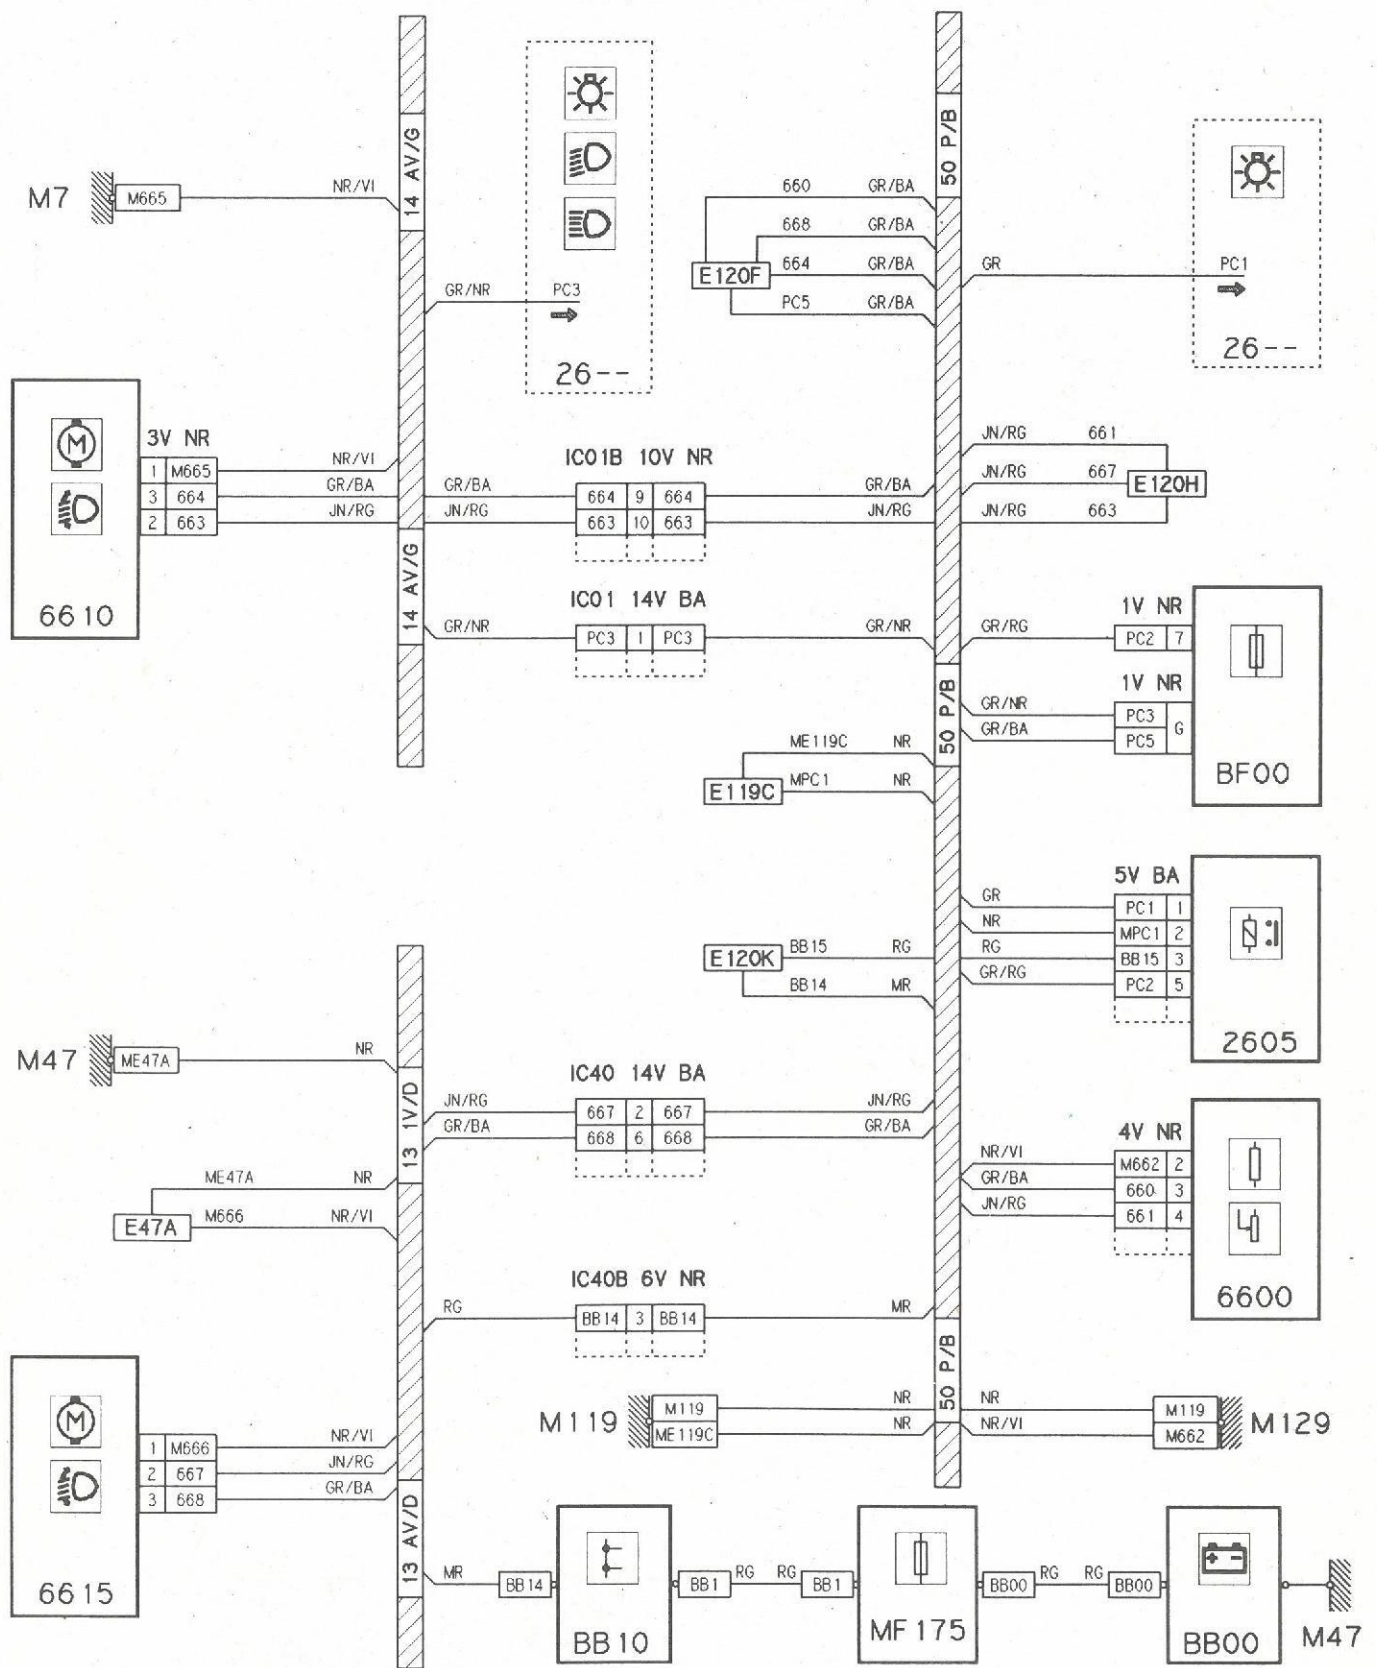 14 AV/G
50 P/B
M7 M665 NR/VI
660 GR/BA
668 GR/BA
E120F 664 GR/BA
PC5 GR/BA
GR PC1
26--
GR/NR PC3
26--
3V NR
1 M665 NR/VI
3 664 GR/BA
2 663 JN/RG
6610
IC01B 10V NR
GR/BA 664 9 664 GR/BA
JN/RG 663 10 663 JN/RG
JN/RG 661
JN/RG 667 E120H
JN/RG 663
14 AV/G
IC01 14V BA
GR/NR PC3 1 PC3 GR/NR
1V NR
GR/RG PC2 7
1V NR
GR/NR PC3 G
GR/BA PC5
BF00
50 P/B
ME119C NR
E119C MPC1 NR
5V BA
GR PC1 1
NR MPC1 2
RG BB15 3
GR/RG PC2 5
2605
E120K BB15 RG
BB14 MR
M47 ME47A NR
13 1V/D
IC40 14V BA
JN/RG 667 2 667 JN/RG
GR/BA 668 6 668 GR/BA
4V NR
NR/VI M662 2
GR/BA 660 3
JN/RG 661 4
6600
ME47A NR
E47A M666 NR/VI
IC40B 6V NR
RG BB14 3 BB14 MR
50 P/B
M119 M119 NR
ME119C NR
NR M119 M129
NR/VI M662
1 M666 NR/VI
2 667 JN/RG
3 668 GR/BA
6615
13 AV/D
MR BB14 BB10 BB1 RG
RG BB1 MF175 BB00 RG
RG BB00 BB00 M47